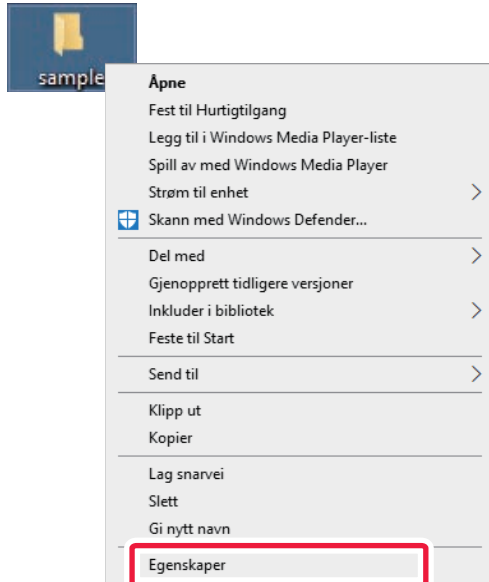 sample
Åpne
Fest til Hurtigtilgang
Legg til i Windows Media Player-liste
Spill av med Windows Media Player
Strøm til enhet
Skann med Windows Defender...
Del med
Gjenopprett tidligere versjoner
Inkluder i bibliotek
Feste til Start
Send til
Klipp ut
Kopier
Lag snarvei
Slett
Gi nytt navn
Egenskaper